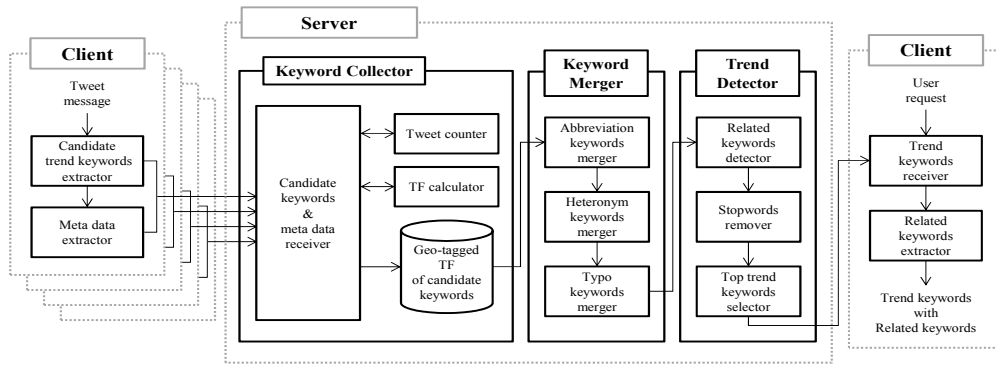 Server
Client
Tweet
message
Candidate
trend keywords
extractor
Meta data
extractor
Keyword Collector
Candidate
keywords
&
meta data
receiver
Tweet counter
TF calculator
Geo-tagged
TF
of candidate
keywords
Keyword
Merger
Abbreviation
keywords
merger
Heteronym
keywords
merger
Typo
keywords
merger
Trend
Detector
Related
keywords
detector
Stopwords
remover
Top trend
keywords
selector
Client
User
request
Trend
keywords
receiver
Related
keywords
extractor
Trend keywords
with
Related keywords